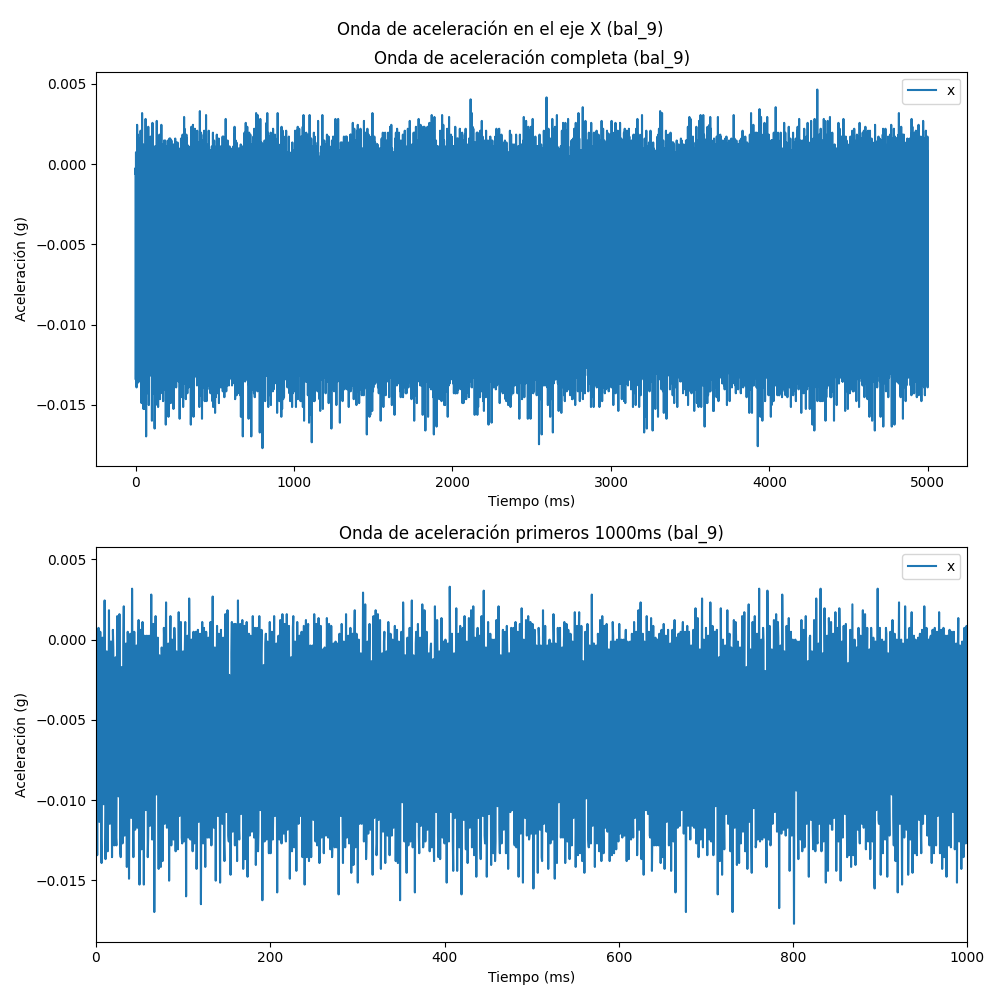 Onda de aceleración en el eje X (bal_9)
Onda de aceleración completa (bal_9)
0.005
0.000
−0.005
−0.010
−0.015
Aceleración (g)
x
0 1000 2000 3000 4000 5000
Tiempo (ms)
Onda de aceleración primeros 1000ms (bal_9)
0.005
0.000
−0.005
−0.010
−0.015
Aceleración (g)
x
0 200 400 600 800 1000
Tiempo (ms)